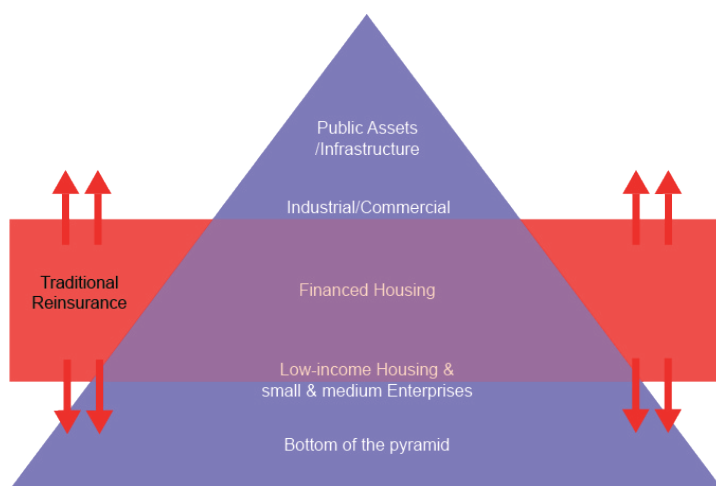 Public Assets
/Infrastructure
Industrial/Commercial
Traditional
Reinsurance
Financed Housing
Low-income Housing &
small & medium Enterprises
Bottom of the pyramid